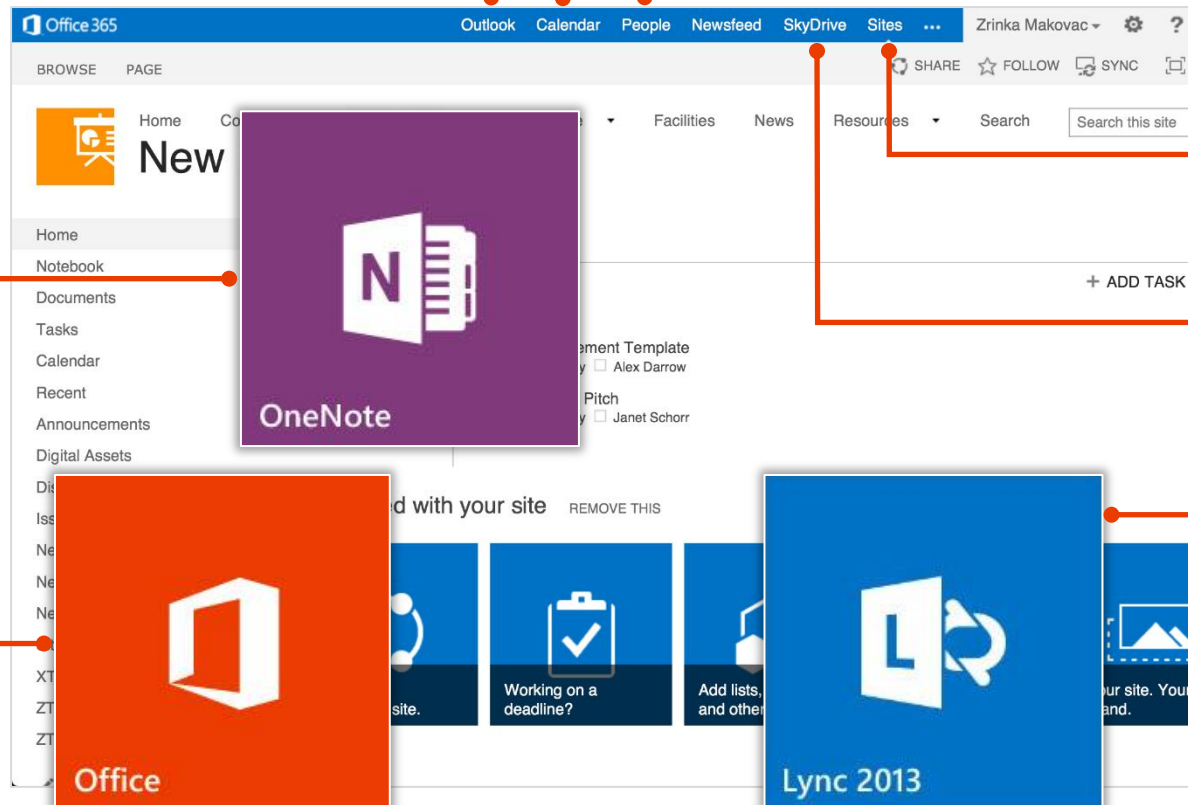 Office 365
Outlook Calendar People Newsfeed SkyDrive Sites ... Zrinka Makovac ?
BROWSE PAGE SHARE FOLLOW SYNC
Home Facilities News Resources Search Search this site
New
Home
Notebook
Documents
+ ADD TASK
Tasks
Calendar
Template
Alex Darrow
Recent
Pitch
Janet Schorr
Announcements
N
OneNote
Digital Assets
with your site REMOVE THIS
site.
Working on a
deadline?
Add lists,
and other
site. Your
Office
L
Lync 2013